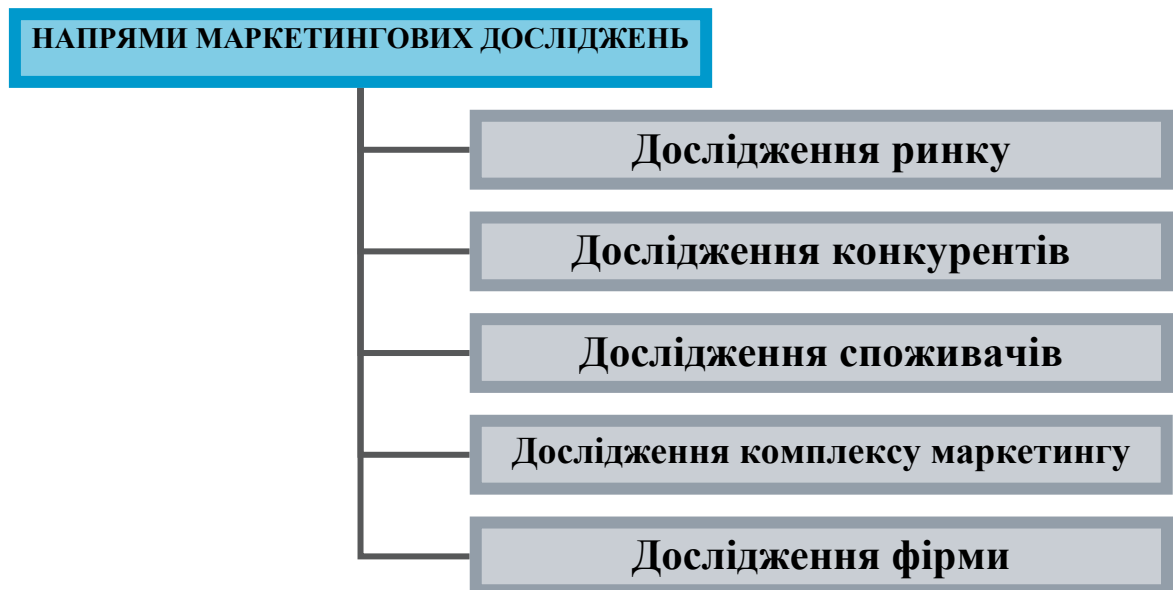 НАПРЯМИ МАРКЕТИНГОВИХ ДОСЛІДЖЕНЬ
Дослідження ринку
Дослідження конкурентів
Дослідження споживачів
Дослідження комплексу маркетингу
Дослідження фірми